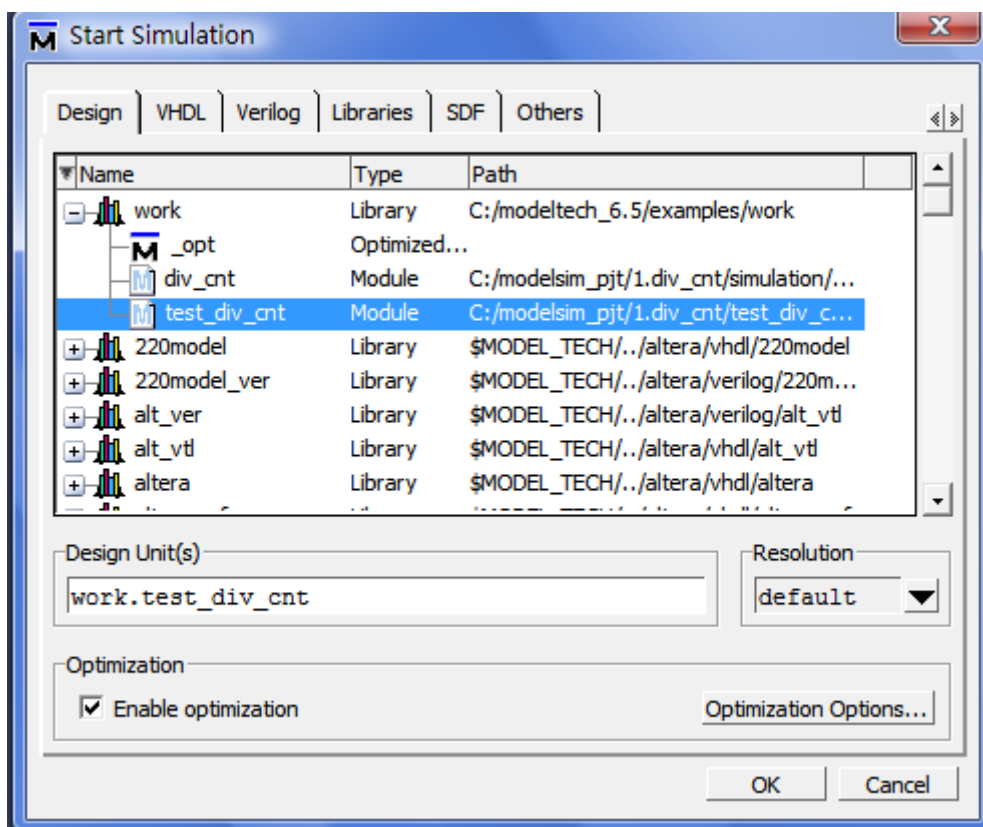 Start Simulation
Design VHDL Verilog Libraries SDF Others
Name Type Path
work Library C:/modeltech_6.5/examples/work
_opt Optimized...
div_cnt Module C:/modelsim_pjt/1.div_cnt/simulation/...
test_div_cnt Module C:/modelsim_pjt/1.div_cnt/test_div_c...
220model Library $MODEL_TECH/../altera/vhdl/220model
220model_ver Library $MODEL_TECH/../altera/verilog/220m...
alt_ver Library $MODEL_TECH/../altera/verilog/alt_vtl
alt_vtl Library $MODEL_TECH/../altera/vhdl/alt_vtl
altera Library $MODEL_TECH/../altera/vhdl/altera
Design Unit(s) Resolution
work.test_div_cnt default
Optimization
Enable optimization Optimization Options...
OK Cancel